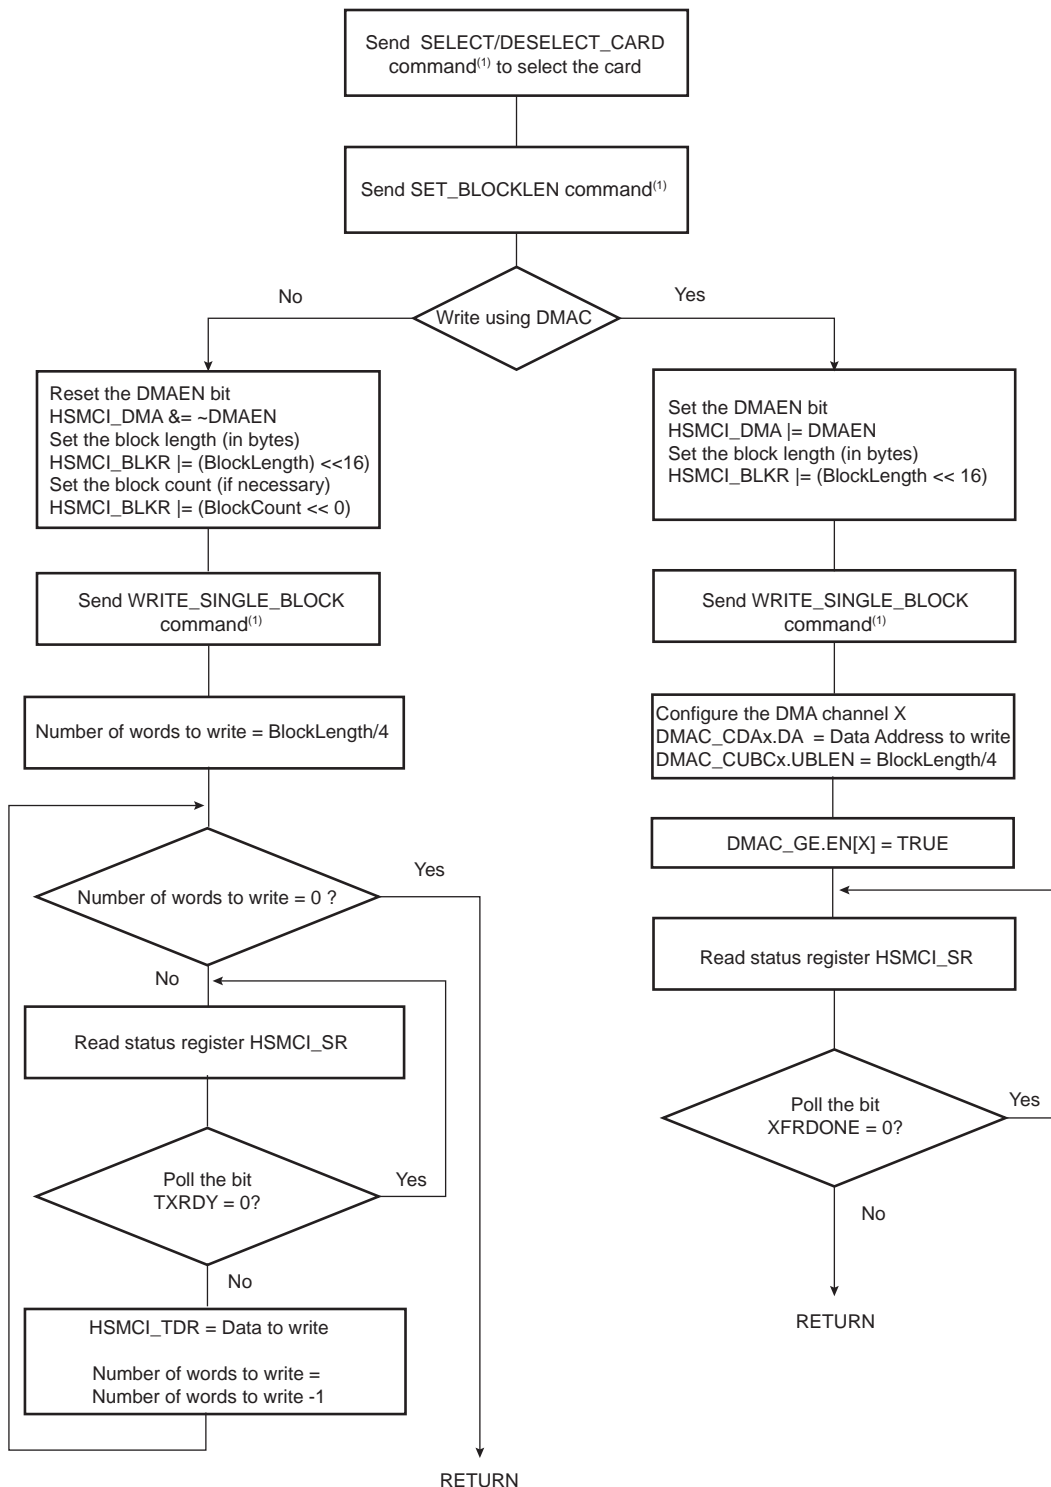 Send SELECT/DESELECT_CARD
command(1) to select the card
Send SET_BLOCKLEN command(1)
No
Yes
Write using DMAC
Reset the DMAEN bit
HSMCI_DMA &= ~DMAEN
Set the block length (in bytes)
HSMCI_BLKR |= (BlockLength) <<16)
Set the block count (if necessary)
HSMCI_BLKR |= (BlockCount << 0)
Set the DMAEN bit
HSMCI_DMA |= DMAEN
Set the block length (in bytes)
HSMCI_BLKR |= (BlockLength << 16)
Send WRITE_SINGLE_BLOCK
command(1)
Send WRITE_SINGLE_BLOCK
command(1)
Number of words to write = BlockLength/4
Configure the DMA channel X
DMAC_CDAx.DA = Data Address to write
DMAC_CUBCx.UBLEN = BlockLength/4
DMAC_GE.EN[X] = TRUE
Number of words to write = 0 ?
Yes
No
Read status register HSMCI_SR
Read status register HSMCI_SR
Poll the bit
TXRDY = 0?
Yes
No
Poll the bit
XFRDONE = 0?
Yes
No
HSMCI_TDR = Data to write
Number of words to write =
Number of words to write -1
RETURN
RETURN